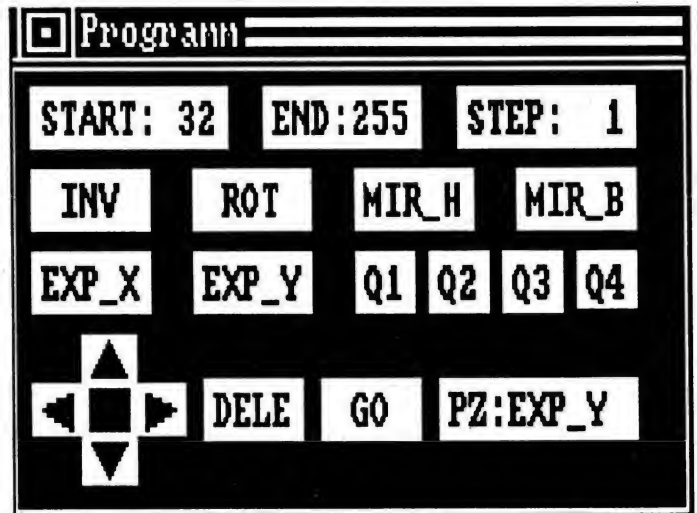 Programm
START: 32 END:255 STEP: 1
INV ROT MIR_H MIR_B
EXP_X EXP_Y Q1 Q2 Q3 Q4
DELE GO PZ:EXP_Y